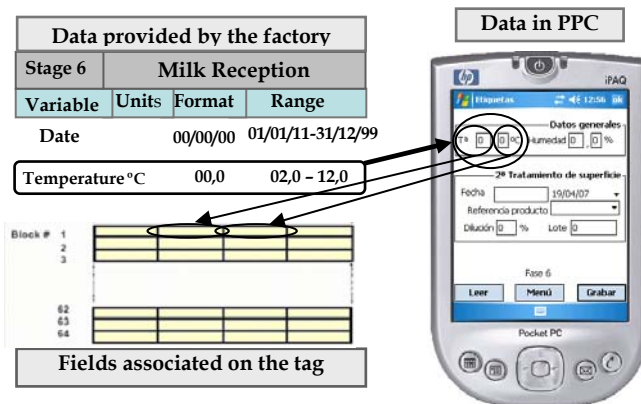 Data provided by the factory
Stage 6 Milk Reception
Variable Units Format Range
Date 00/00/00 01/01/11-31/12/99
Temperature ºC 00,0 02,0 – 12,0
Block # 1
2
3
62
63
64
Fields associated on the tag
Data in PPC
hp iPAQ
Etiquetas 12:56 ok
Datos generales
Tª 0 , 0 ºC Humedad 0 , 0 %
2º Tratamiento de superficie
Fecha 19/04/07
Referencia producto
Dilución 0 % Lote 0
Fase 6
Leer Menú Grabar
Pocket PC